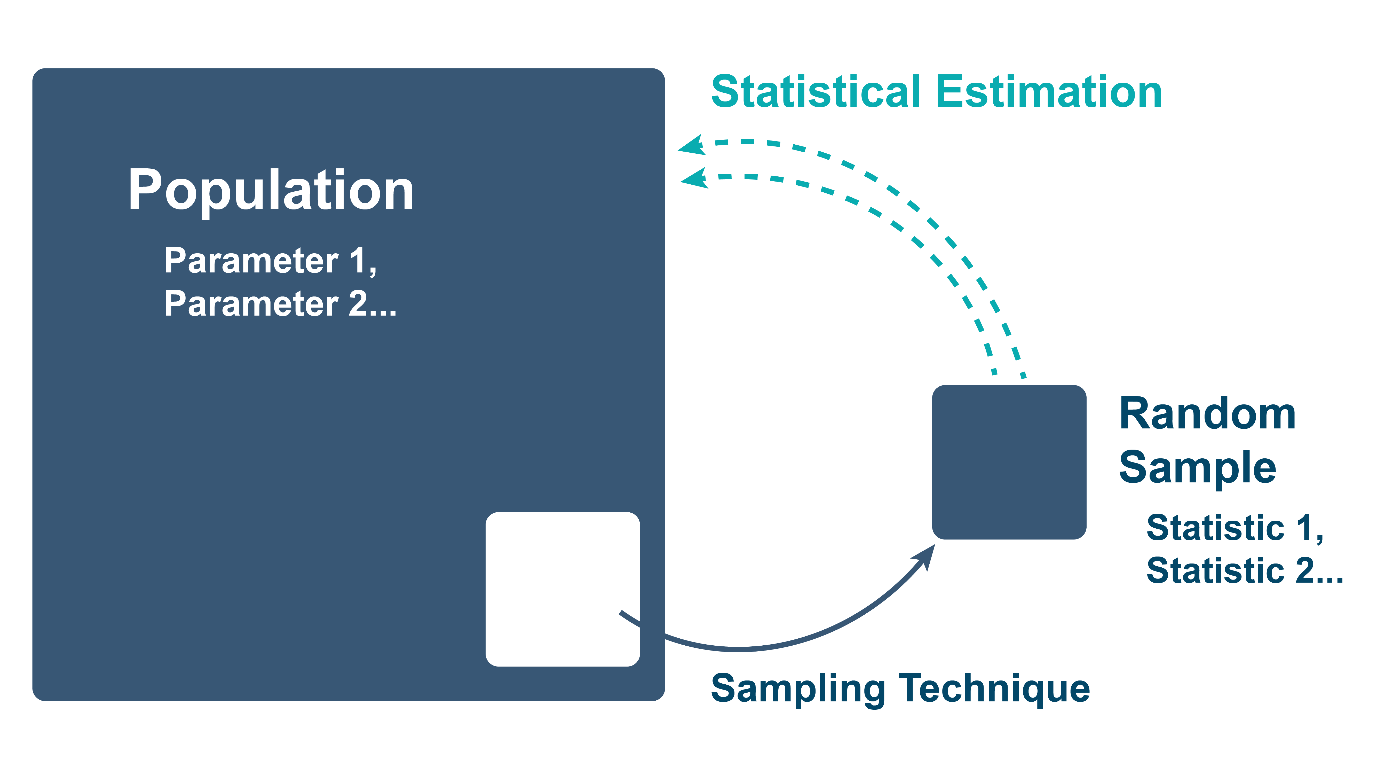 Statistical Estimation
Population
Parameter 1,
Parameter 2...
Random
Sample
Statistic 1,
Statistic 2...
Sampling Technique